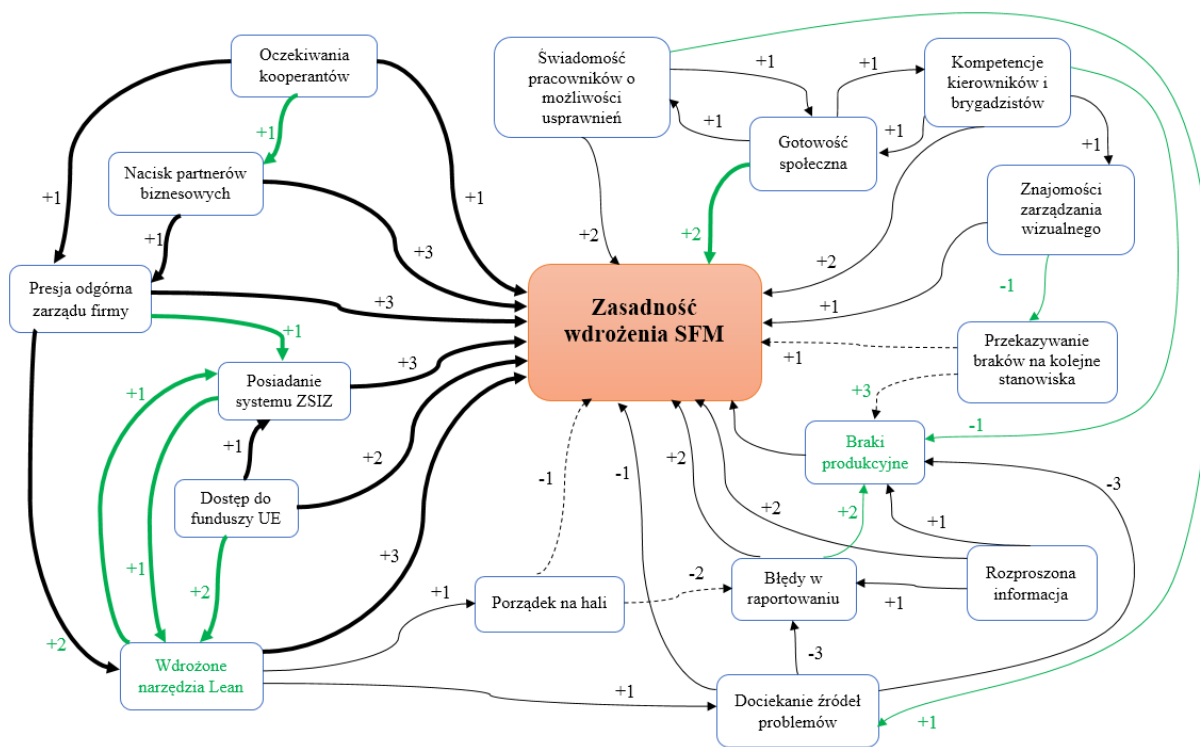 Oczekiwania
kooperantów
Świadomość
pracowników o
możliwości
usprawnień
Kompetencje
kierowników i
brygadzistów
+1
+1
+1
+1
+1
+1
Gotowość
społeczna
Nacisk partnerów
biznesowych
Znajomości
zarządzania
wizualnego
+1
+1
+1
+3
+2
+2
+2
Presja odgórna
zarządu firmy
+3
+1
Zasadność
wdrożenia SFM
+1
-1
Przekazywanie
braków na kolejne
stanowiska
+1
+1
Posiadanie
systemu ZSIZ
+3
+3
-1
Braki
produkcyjne
+1
+2
-1
-1
+2
-3
Dostęp do
funduszy UE
+2
+2
+1
+1
+2
+3
Porządek na hali
+1
-2
Błędy w
raportowaniu
+1
Rozproszona
informacja
+2
Wdrożone
narzędzia Lean
+1
-3
Dociekanie źródeł
problemów
+1